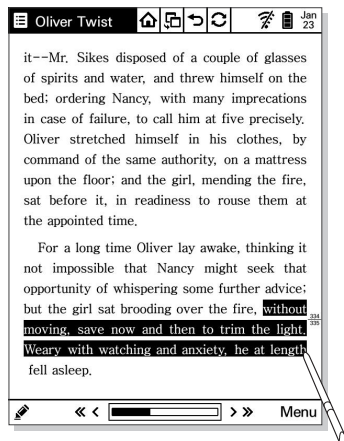 Oliver Twist
Jan
23
it--Mr. Sikes disposed of a couple of glasses
of spirits and water, and threw himself on the
bed; ordering Nancy, with many imprecations
in case of failure, to call him at five precisely.
Oliver stretched himself in his clothes, by
command of the same authority, on a mattress
upon the floor; and the girl, mending the fire,
sat before it, in readiness to rouse them at
the appointed time.
For a long time Oliver lay awake, thinking it
not impossible that Nancy might seek that
opportunity of whispering some further advice;
but the girl sat brooding over the fire, without
334
335
moving, save now and then to trim the light.
Weary with watching and anxiety, he at length
fell asleep.
« < > » Menu